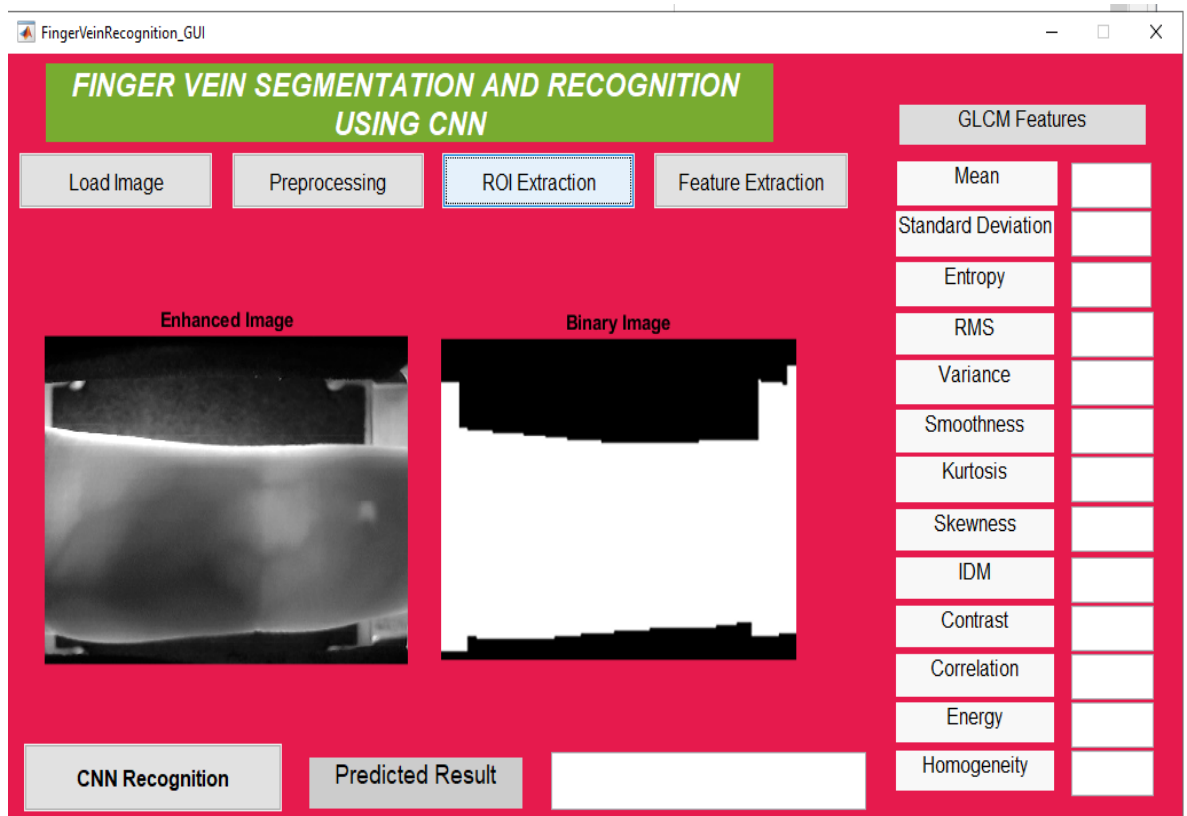 FingerVeinRecognition_GUI
FINGER VEIN SEGMENTATION AND RECOGNITION
USING CNN
Load Image
Preprocessing
ROI Extraction
Feature Extraction
Enhanced Image
Binary Image
CNN Recognition
Predicted Result
GLCM Features
Mean
Standard Deviation
Entropy
RMS
Variance
Smoothness
Kurtosis
Skewness
IDM
Contrast
Correlation
Energy
Homogeneity